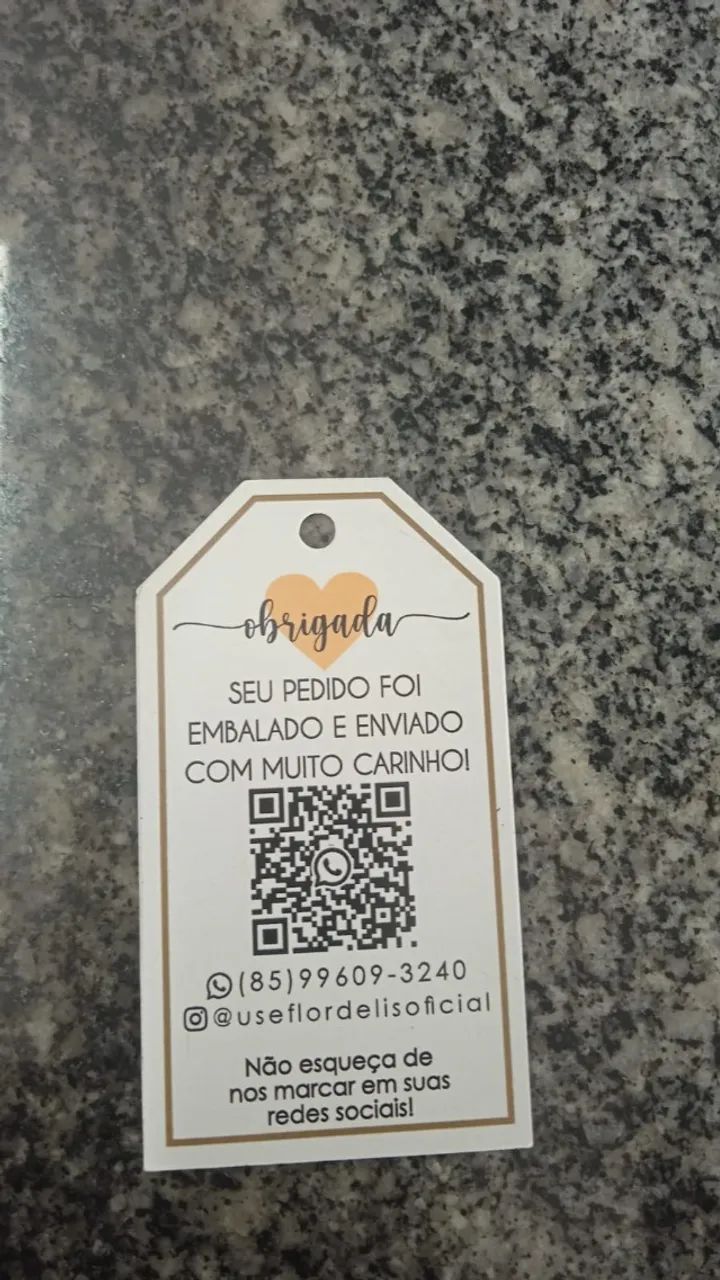 obrigada
SEU PEDIDO FOI
EMBALADO E ENVIADO
COM MUITO CARINHO!
(85)99609-3240
@useflordelisoficial
Não esqueça de
nos marcar em suas
redes sociais!